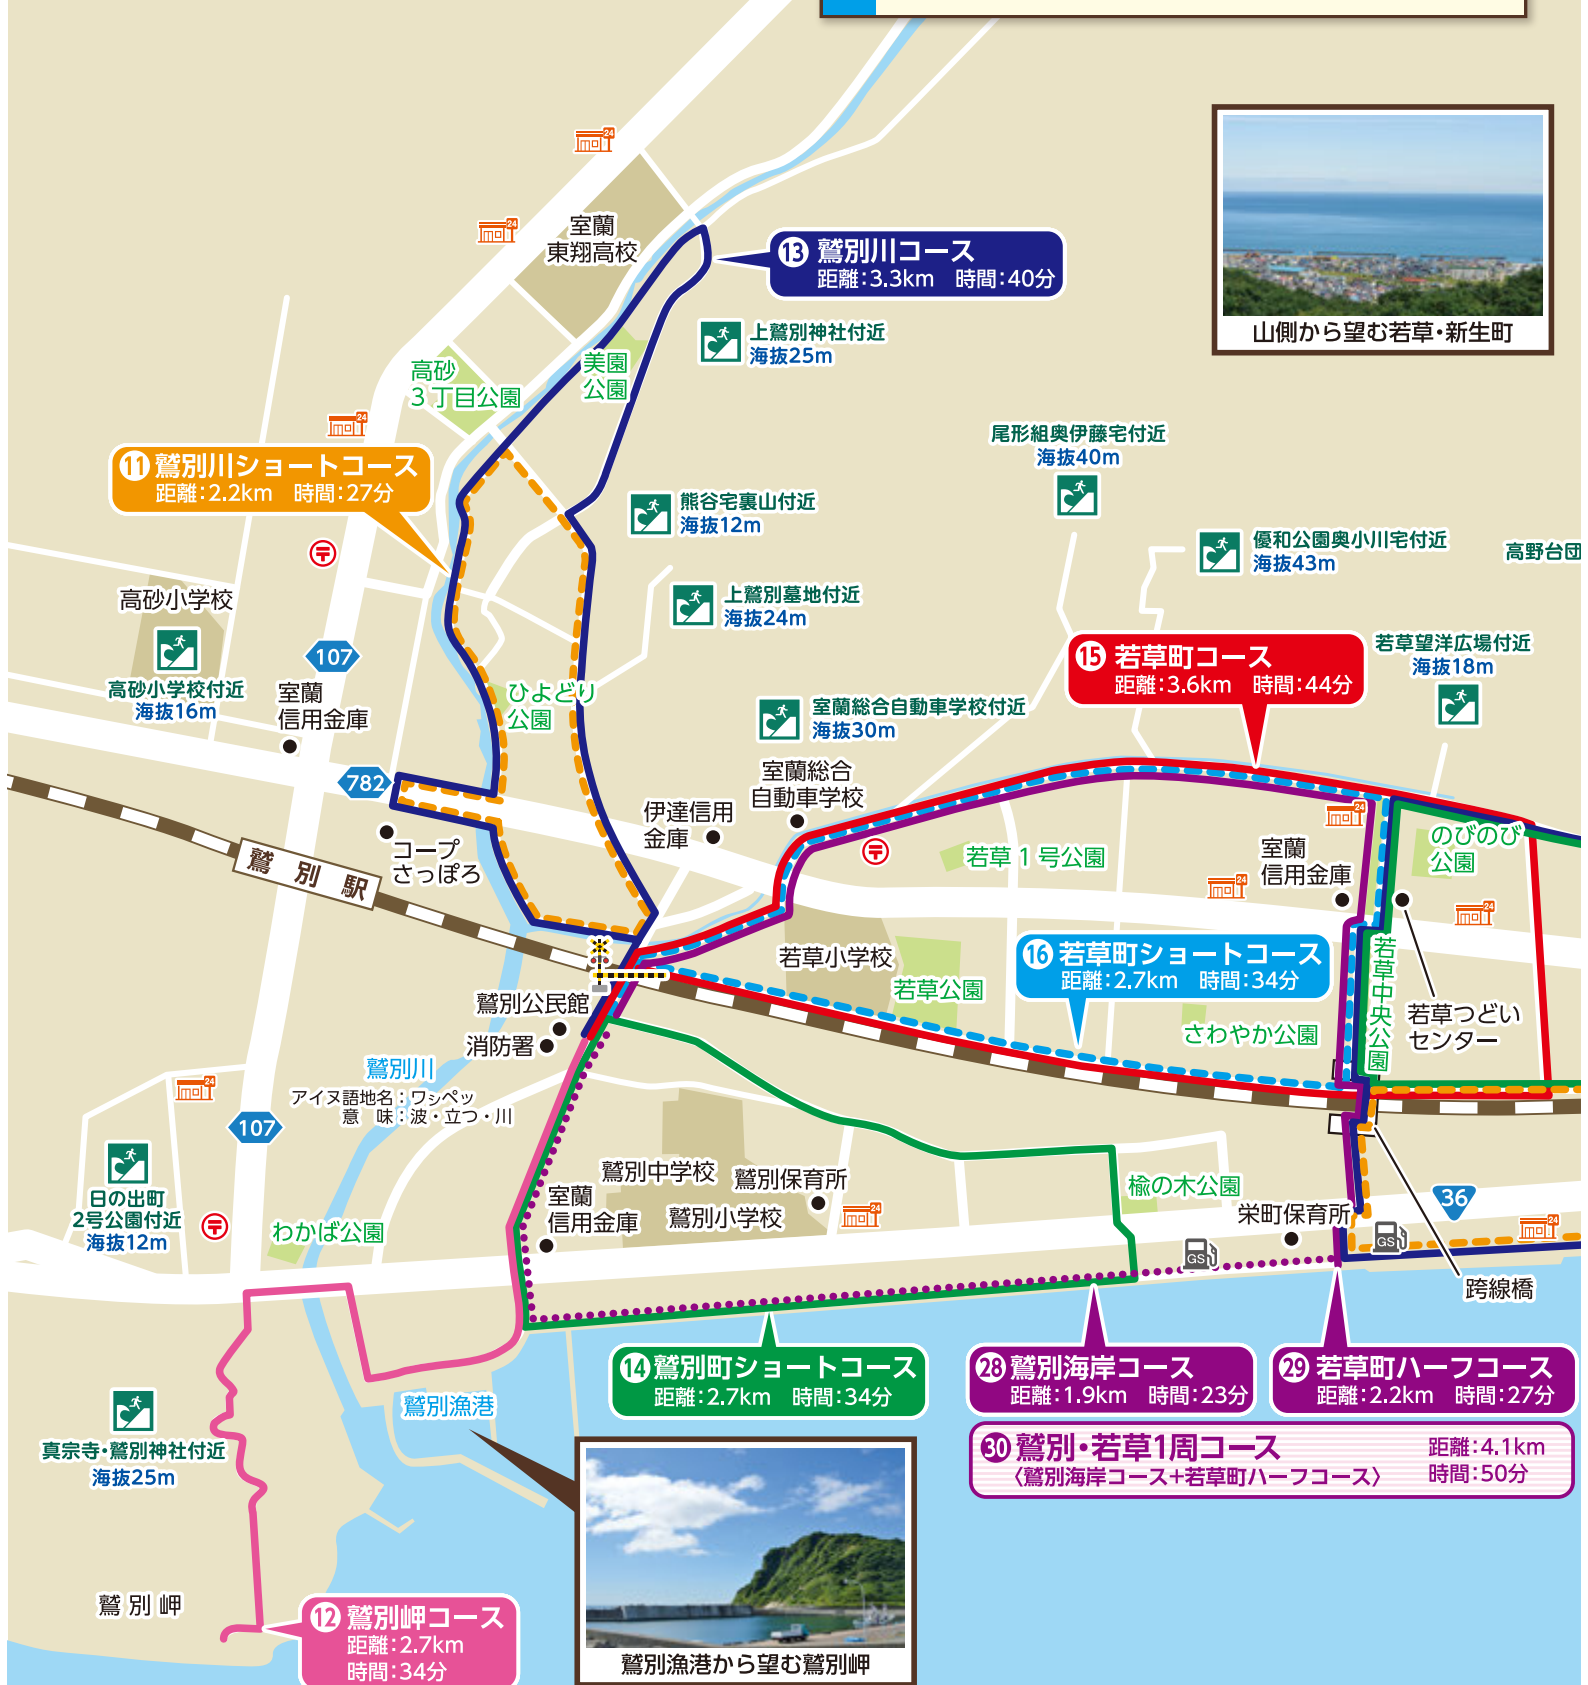 山側から望む若草・新生町
24
24
室蘭
東翔高校
⓭ 鷲別川コース
距離：3.3km 時間：40分
上鷲別神社付近
海抜25m
高砂
３丁目公園
美園
公園
24
⓫ 鷲別川ショートコース
距離：2.2km 時間：27分
尾形組奥伊藤宅付近
海抜40m
熊谷宅裏山付近
海抜12m
優和公園奥小川宅付近
海抜43m
高野台団
高砂小学校
上鷲別墓地付近
海抜24m
107
⓯ 若草町コース
距離：3.6km 時間：44分
若草望洋広場付近
海抜18m
高砂小学校付近
海抜16m
室蘭
信用金庫
ひよどり
公園
室蘭総合自動車学校付近
海抜30m
782
室蘭総合
自動車学校
伊達信用
金庫
24
のびのび
公園
コープ
さっぽろ
鷲別駅
若草１号公園
室蘭
信用金庫
24
24
若草小学校
⓰ 若草町ショートコース
距離：2.7km 時間：34分
若草中央公園
若草公園
鷲別公民館
消防署
さわやか公園
若草つどい
センター
鷲別川
アイヌ語地名：ワㇱペッ
意　味：波・立つ・川
24
107
日の出町
2号公園付近
海抜12m
鷲別中学校
鷲別保育所
楡の木公園
36
室蘭
信用金庫
鷲別小学校
24
栄町保育所
24
GS
GS
わかば公園
跨線橋
⓮ 鷲別町ショートコース
距離：2.7km 時間：34分
㉘ 鷲別海岸コース
距離：1.9km 時間：23分
㉙ 若草町ハーフコース
距離：2.2km 時間：27分
鷲別漁港
真宗寺・鷲別神社付近
海抜25m
㉚ 鷲別・若草1周コース
〈鷲別海岸コース+若草町ハーフコース〉
距離：4.1km
時間：50分
鷲別岬
⓬ 鷲別岬コース
距離：2.7km
時間：34分
鷲別漁港から望む鷲別岬